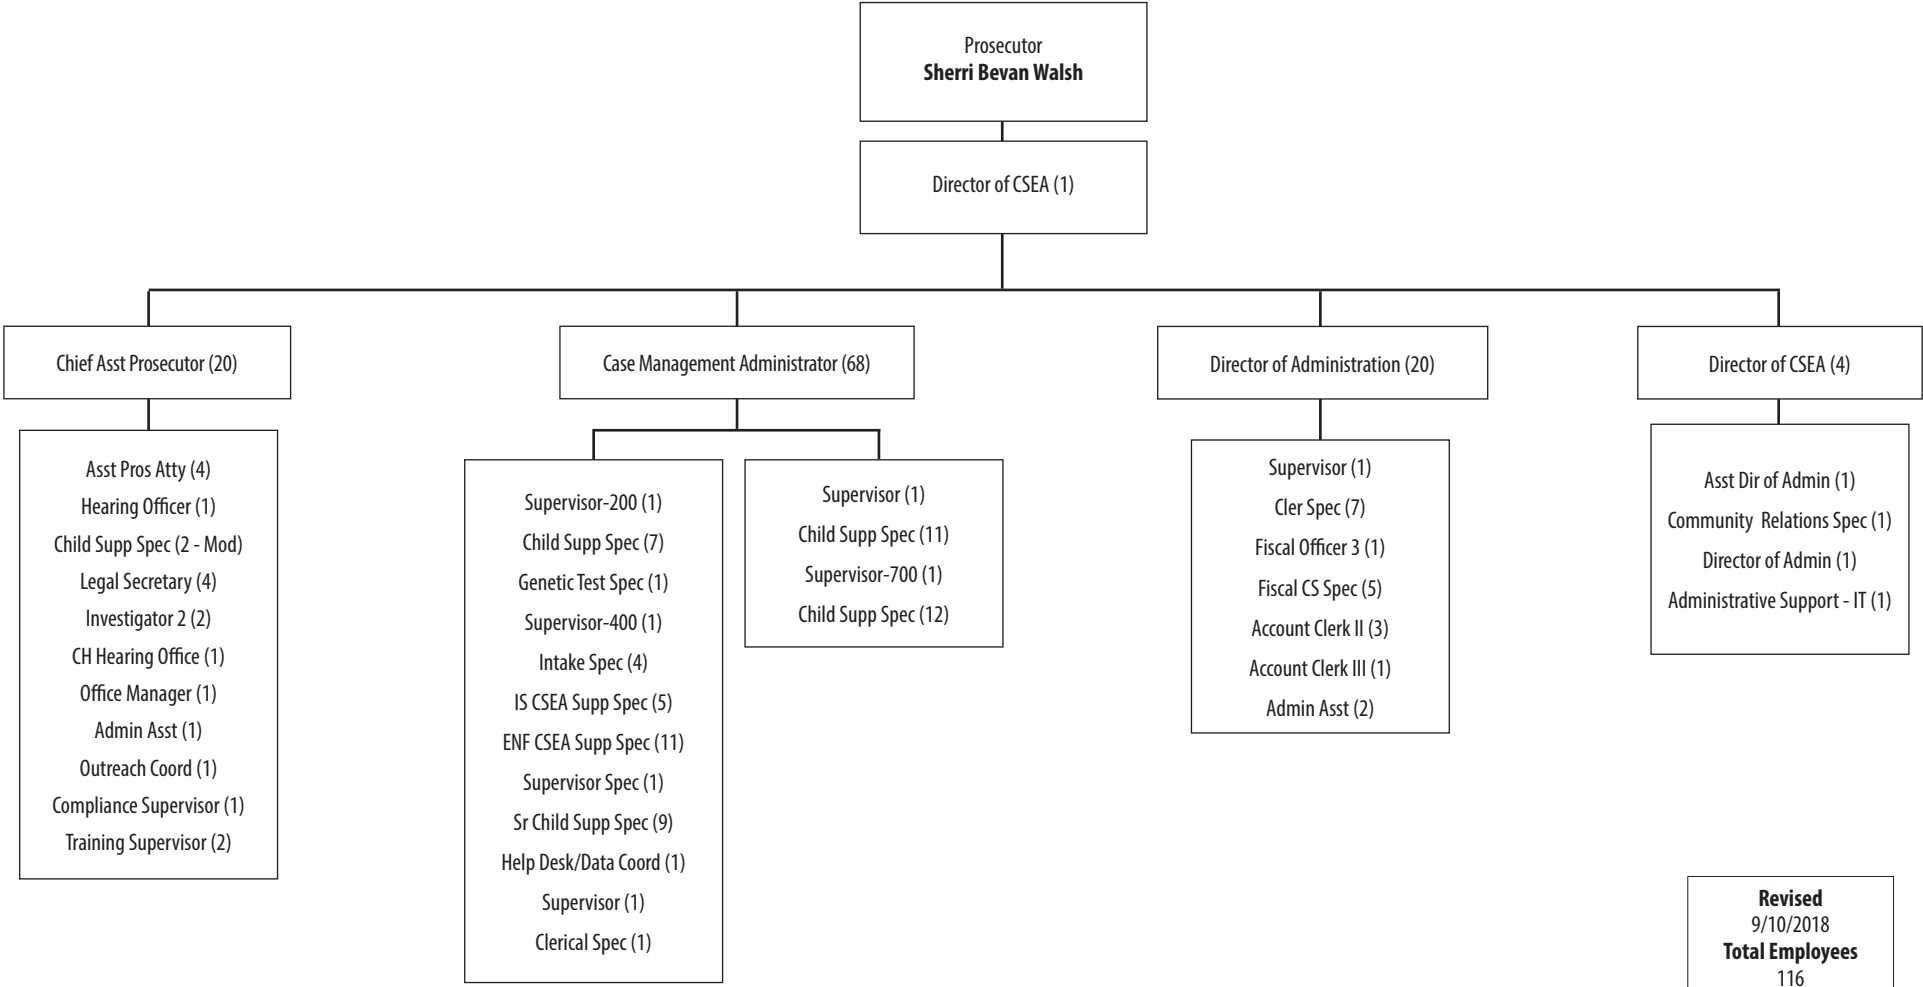 Prosecutor
Sherri Bevan Walsh
Director of CSEA (1)
Chief Asst Prosecutor (20)
Case Management Administrator (68)
Director of Administration (20)
Director of CSEA (4)
Asst Pros Atty (4)
Hearing Officer (1)
Child Supp Spec (2 - Mod)
Legal Secretary (4)
Investigator 2 (2)
CH Hearing Office (1)
Office Manager (1)
Admin Asst (1)
Outreach Coord (1)
Compliance Supervisor (1)
Training Supervisor (2)
Supervisor-200 (1)
Child Supp Spec (7)
Genetic Test Spec (1)
Supervisor-400 (1)
Intake Spec (4)
IS CSEA Supp Spec (5)
ENF CSEA Supp Spec (11)
Supervisor Spec (1)
Sr Child Supp Spec (9)
Help Desk/Data Coord (1)
Supervisor (1)
Clerical Spec (1)
Supervisor (1)
Child Supp Spec (11)
Supervisor-700 (1)
Child Supp Spec (12)
Supervisor (1)
Cler Spec (7)
Fiscal Officer 3 (1)
Fiscal CS Spec (5)
Account Clerk II (3)
Account Clerk III (1)
Admin Asst (2)
Asst Dir of Admin (1)
Community Relations Spec (1)
Director of Admin (1)
Administrative Support - IT (1)
Revised
9/10/2018
Total Employees
116